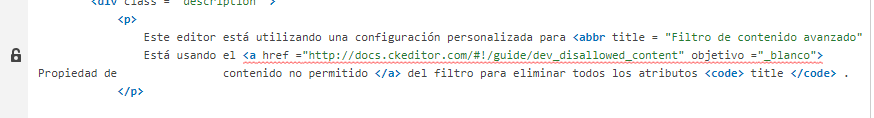 <div class = "description" >
<p>
Este editor está utilizando una configuración personalizada para <abbr title = "Filtro de contenido avanzado"
Está usando el <a href ="http://docs.ckeditor.com/#!/guide/dev_disallowed_content" objetivo ="_blanco">
Propiedad de contenido no permitido </a> del filtro para eliminar todos los atributos <code> title </code> .
</p>